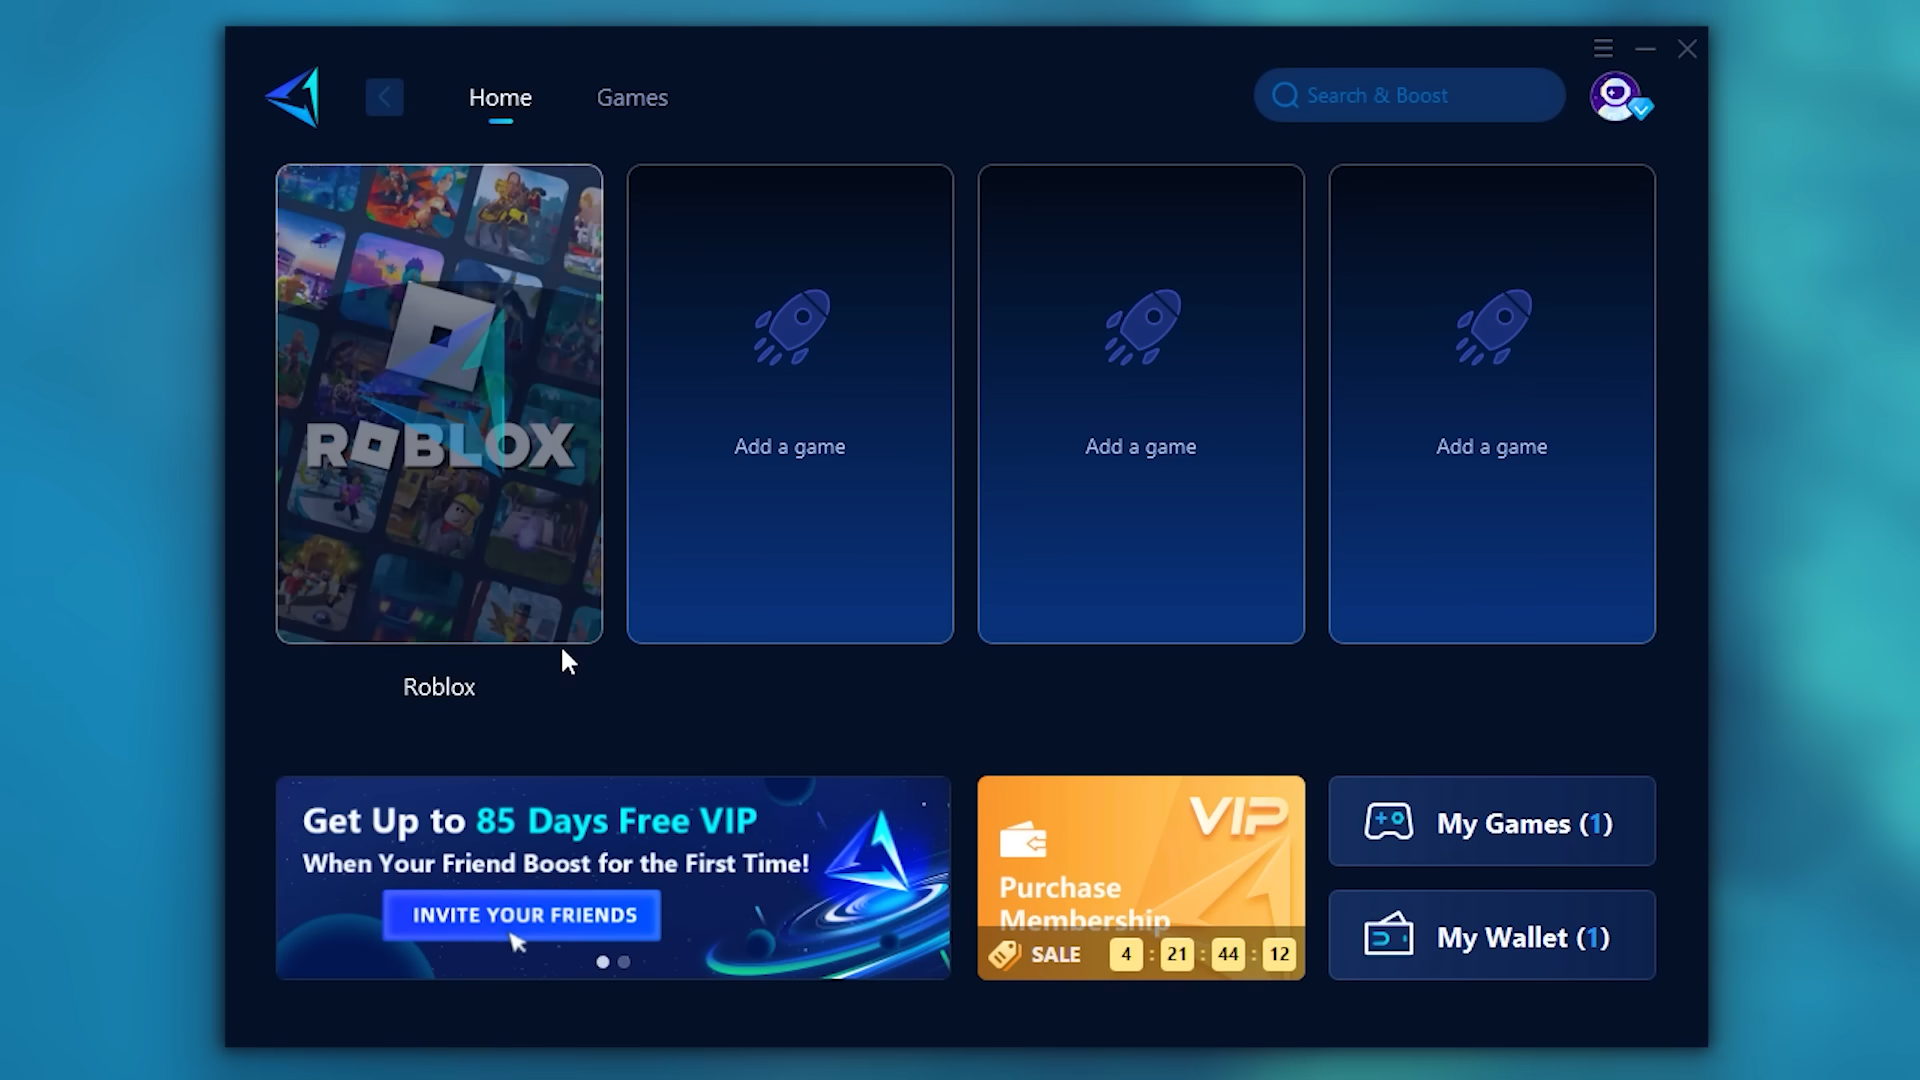 Home
Games
Search & Boost
ROBLOX
Add a game
Add a game
Add a game
Roblox
Get Up to 85 Days Free VIP
When Your Friend Boost for the First Time!
INVITE YOUR FRIENDS
VIP
Purchase
Membership
SALE 4 : 21 : 44 : 12
My Games (1)
My Wallet (1)